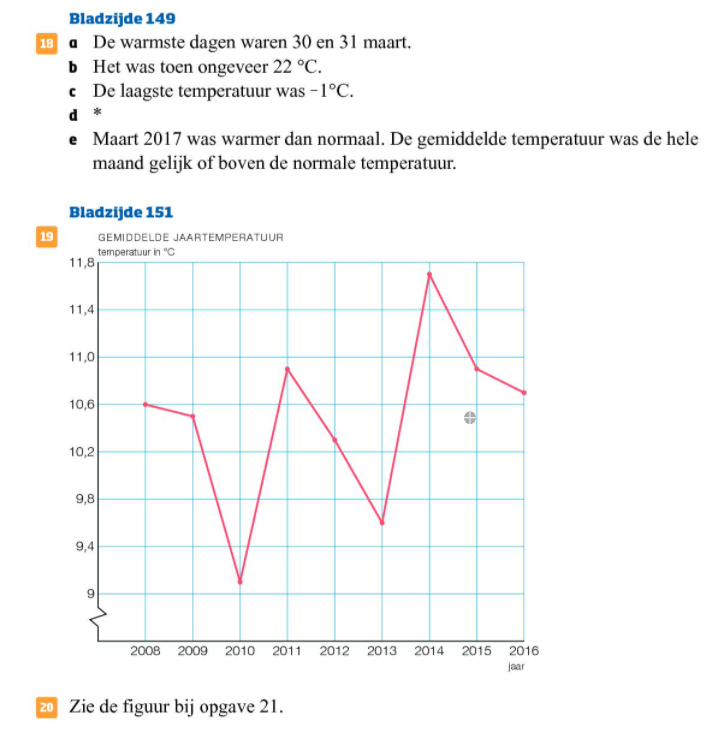 Bladzijde 149
18 a De warmste dagen waren 30 en 31 maart.
b Het was toen ongeveer 22 °C.
c De laagste temperatuur was −1°C.
d *
e Maart 2017 was warmer dan normaal. De gemiddelde temperatuur was de hele
maand gelijk of boven de normale temperatuur.
Bladzijde 151
19 GEMIDDELDE JAARTEMPERATUUR
temperatuur in °C
11,8
11,4
11,0
10,6
10,2
9,8
9,4
9
2008 2009 2010 2011 2012 2013 2014 2015 2016
jaar
20 Zie de figuur bij opgave 21.